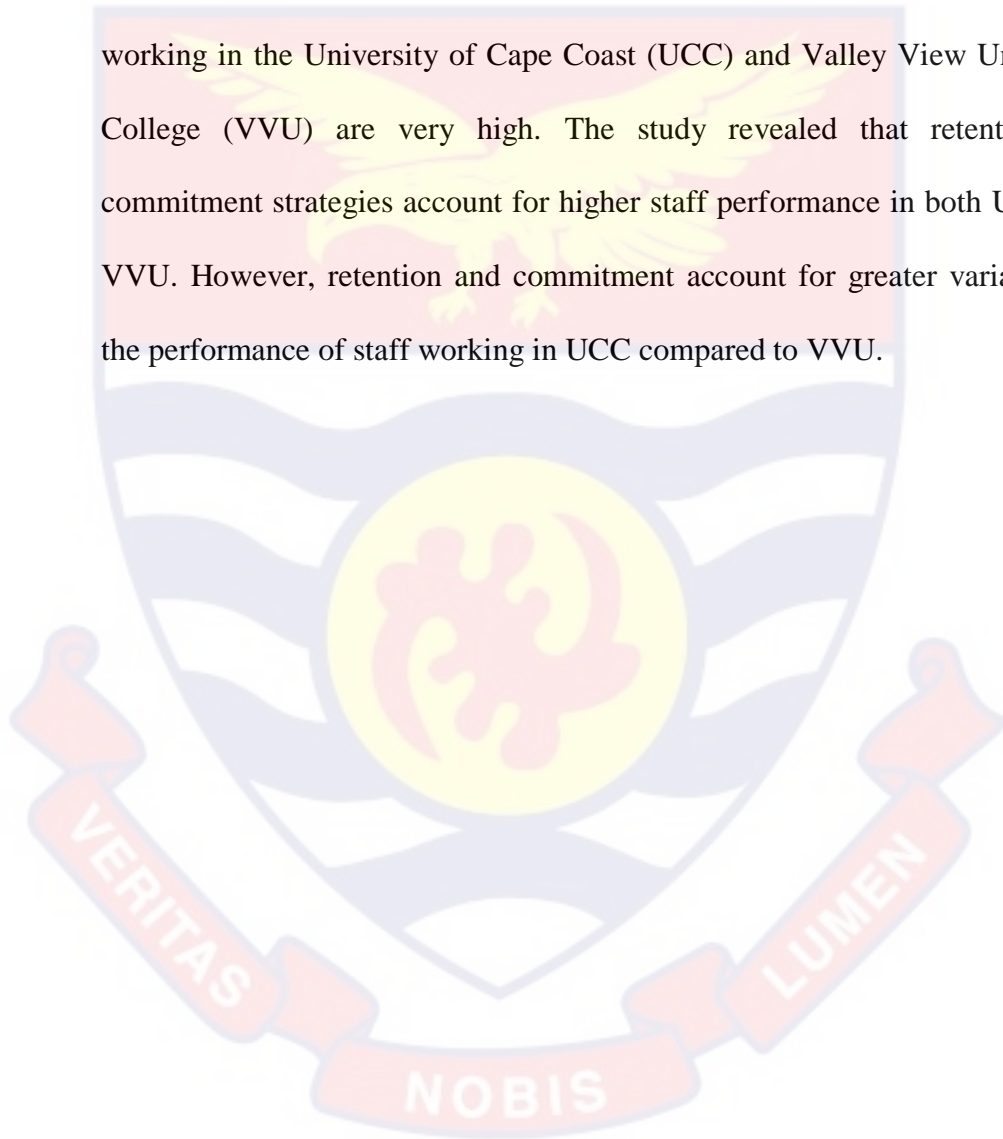 working in the University of Cape Coast (UCC) and Valley View
College (VVU) are very high. The study revealed that
commitment strategies account for higher staff performance in both
VVU. However, retention and commitment account for greater
the performance of staff working in UCC compared to VVU.
VERITAS
NOBIS
LUMEN